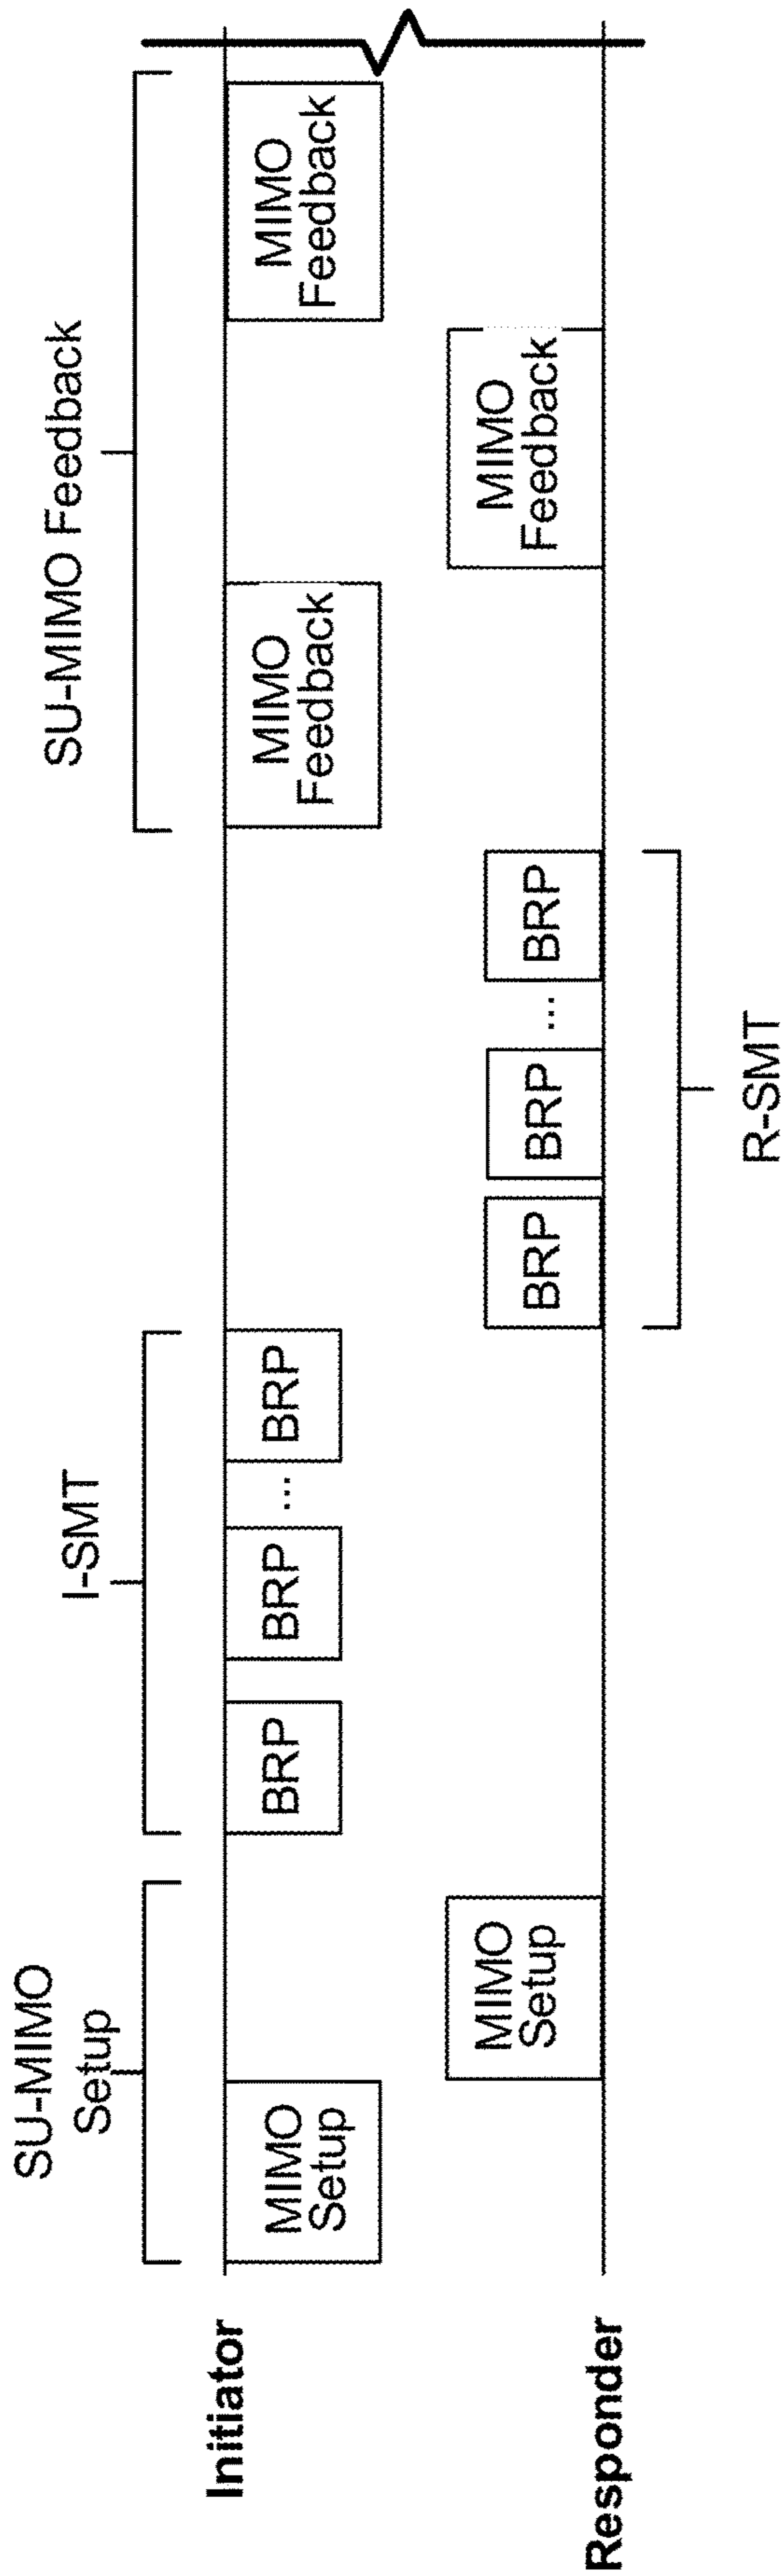 SU-MIMO
Setup
I-SMT
SU-MIMO Feedback
Initiator
MIMO
Setup
BRP
BRP
...
BRP
MIMO
Feedback
MIMO
Feedback
Responder
MIMO
Setup
BRP
BRP
...
BRP
MIMO
Feedback
R-SMT